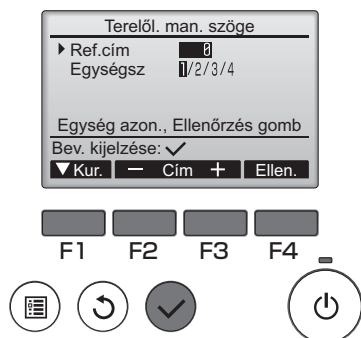 Terelől. man. szöge
Ref.cím 0
Egységsz 1/2/3/4
Egység azon., Ellenőrzés gomb
Bev. kijelzése: ✓
▼Kur. − Cím + Ellen.
F1 F2 F3 F4